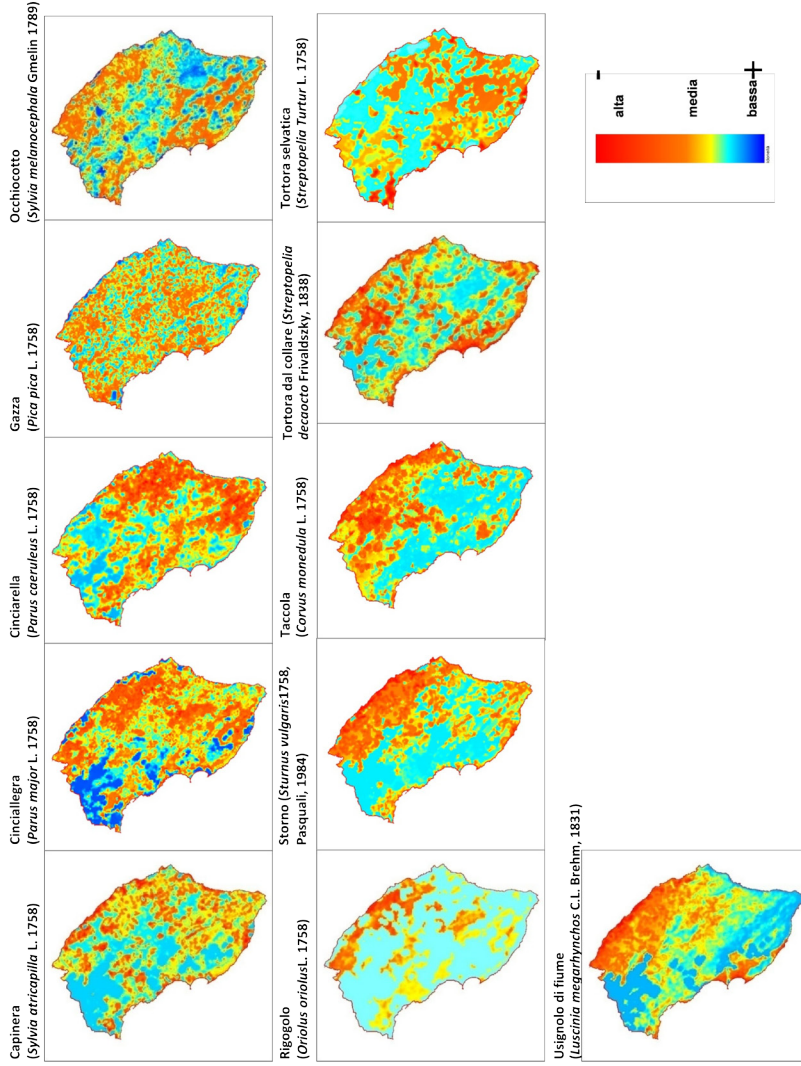 Capinera
(Sylvia atricapilla L. 1758)
Cinciallegra
(Parus major L. 1758)
Cinciarella
(Parus caeruleus L. 1758)
Gazza
(Pica pica L. 1758)
Occhiocotto
(Sylvia melanocephala Gmelin 1789)
Rigogolo
(Oriolus oriolusL. 1758)
Storno (Sturnus vulgaris1758,
Pasquali, 1984)
Taccola
(Corvus monedula L. 1758)
Tortora dal collare (Streptopelia
decaocto Frivaldszky, 1838)
Tortora selvatica
(Streptopelia Turtur L. 1758)
Usignolo di fiume
(Luscinia megarhynchos C.L. Brehm, 1831)
-
alta
media
bassa
+